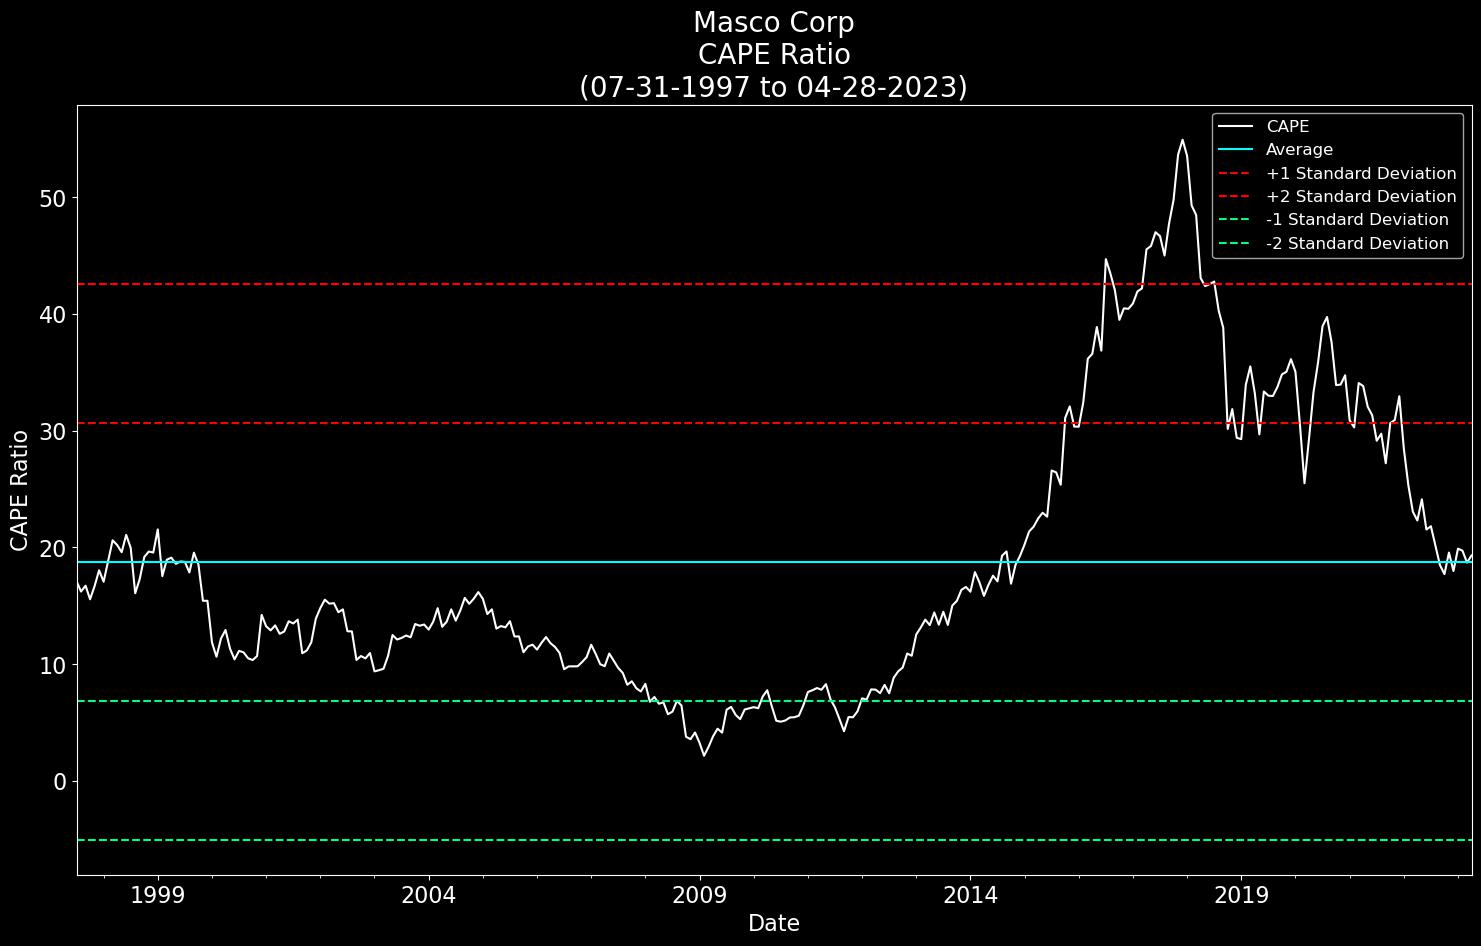 Masco Corp
CAPE Ratio
(07-31-1997 to 04-28-2023)
CAPE
Average
+1 Standard Deviation
+2 Standard Deviation
-1 Standard Deviation
-2 Standard Deviation
CAPE Ratio
50
40
30
20
10
0
1999 2004 2009 2014 2019
Date